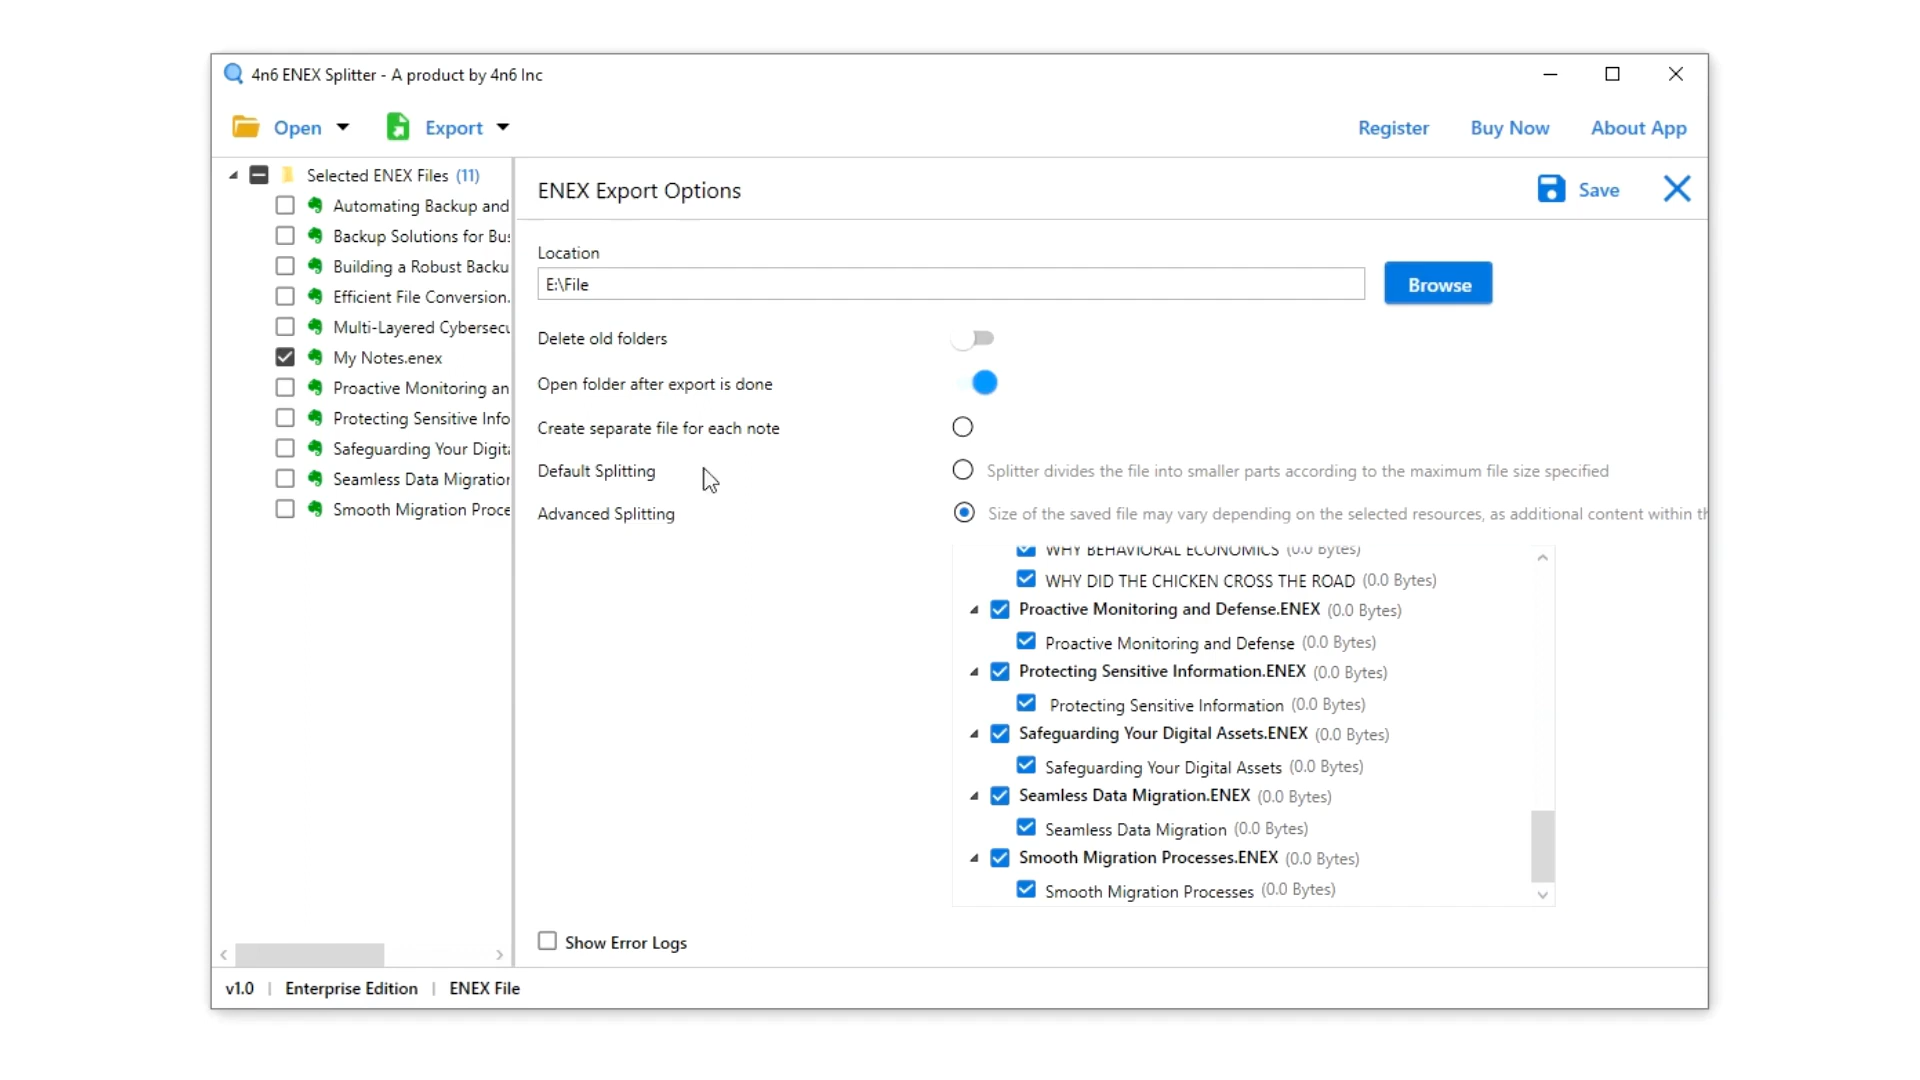 4n6 ENEX Splitter - A product by 4n6 Inc
Open Export Register Buy Now About App
Selected ENEX Files (11)
Automating Backup and
Backup Solutions for Bus
Building a Robust Backu
Efficient File Conversion.
Multi-Layered Cybersecu
My Notes.enex
Proactive Monitoring an
Protecting Sensitive Info
Safeguarding Your Digita
Seamless Data Migration
Smooth Migration Proce
ENEX Export Options
Save
Location
E:\File
Browse
Delete old folders
Open folder after export is done
Create separate file for each note
Default Splitting
Splitter divides the file into smaller parts according to the maximum file size specified
Advanced Splitting
Size of the saved file may vary depending on the selected resources, as additional content within th
WHY BEHAVIORAL ECONOMICS (0.0 Bytes)
WHY DID THE CHICKEN CROSS THE ROAD (0.0 Bytes)
Proactive Monitoring and Defense.ENEX (0.0 Bytes)
Proactive Monitoring and Defense (0.0 Bytes)
Protecting Sensitive Information.ENEX (0.0 Bytes)
Protecting Sensitive Information (0.0 Bytes)
Safeguarding Your Digital Assets.ENEX (0.0 Bytes)
Safeguarding Your Digital Assets (0.0 Bytes)
Seamless Data Migration.ENEX (0.0 Bytes)
Seamless Data Migration (0.0 Bytes)
Smooth Migration Processes.ENEX (0.0 Bytes)
Smooth Migration Processes (0.0 Bytes)
Show Error Logs
v1.0 | Enterprise Edition | ENEX File